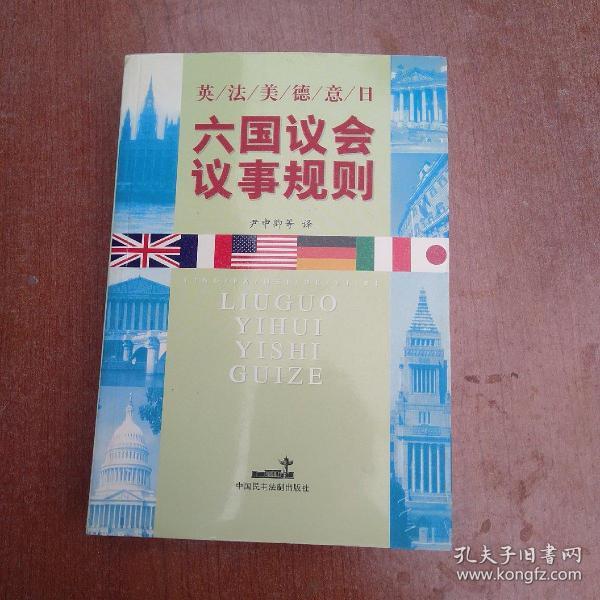 英/法/美/德/意/日
六国议会
议事规则
尹中卿等 译
LIUGUO
YIHUI
YISHI
GUIZE
中国民主法制出版社
孔夫子旧书网
www.kongfz.com